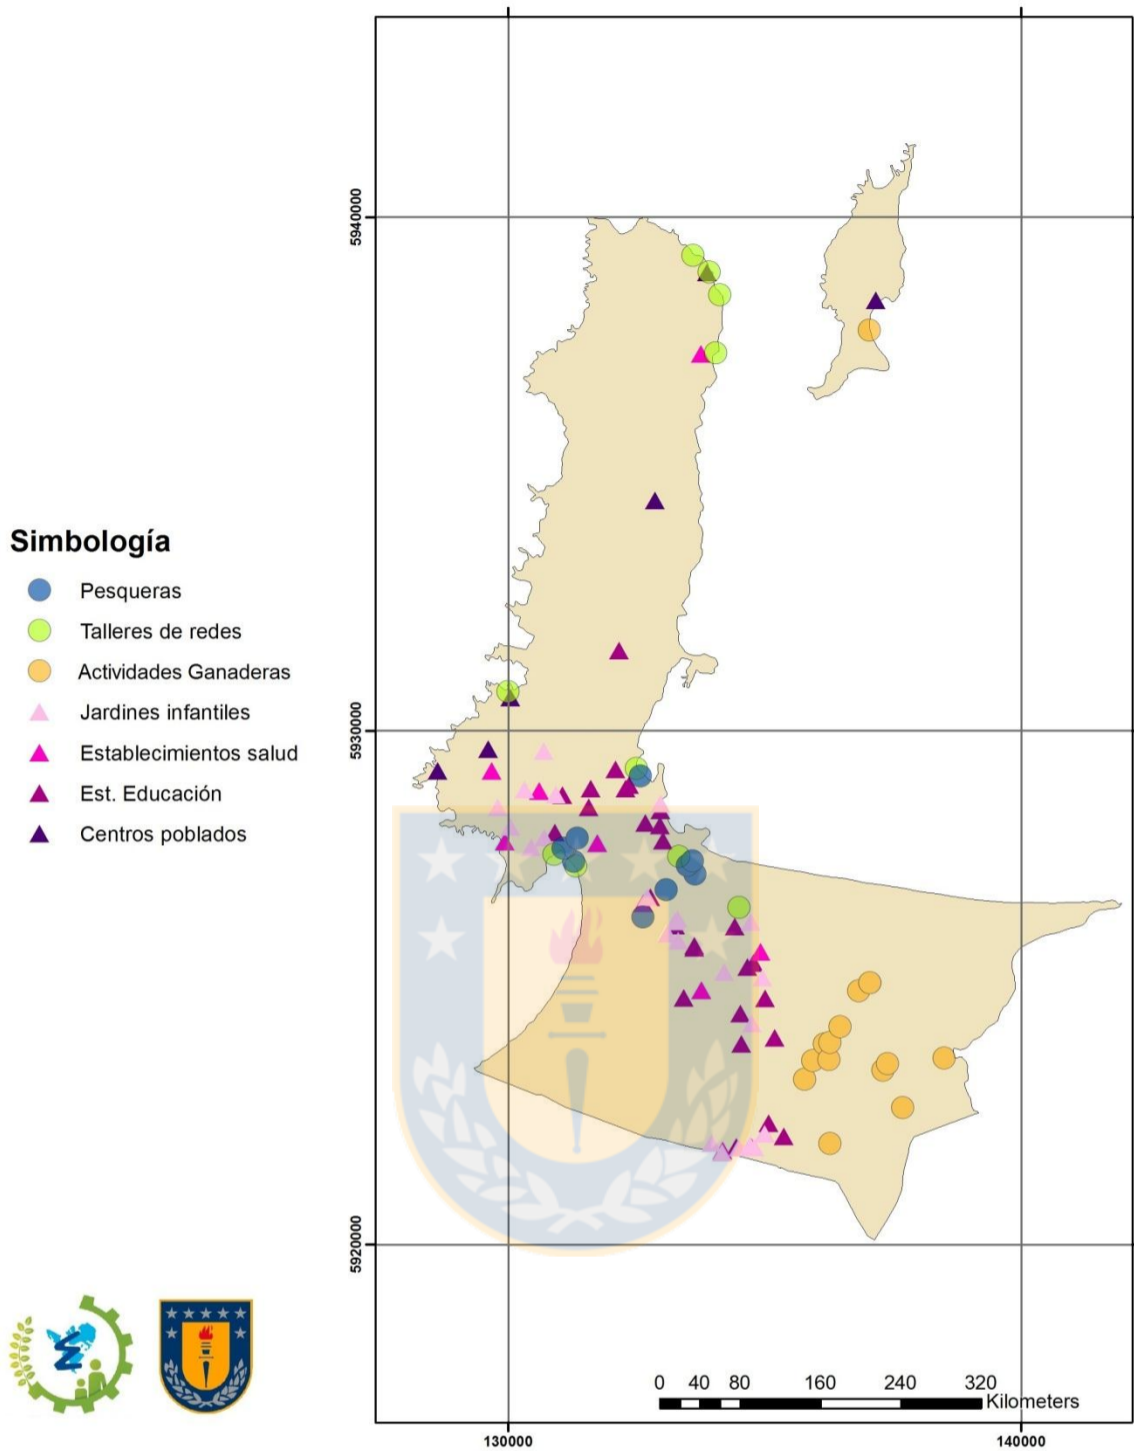 5940000
Simbología
Pesqueras
Talleres de redes
Actividades Ganaderas
Jardines infantiles
Establecimientos salud
Est. Educación
Centros poblados
5930000
5920000
0 40 80 160 240 320
Kilometers
130000 140000